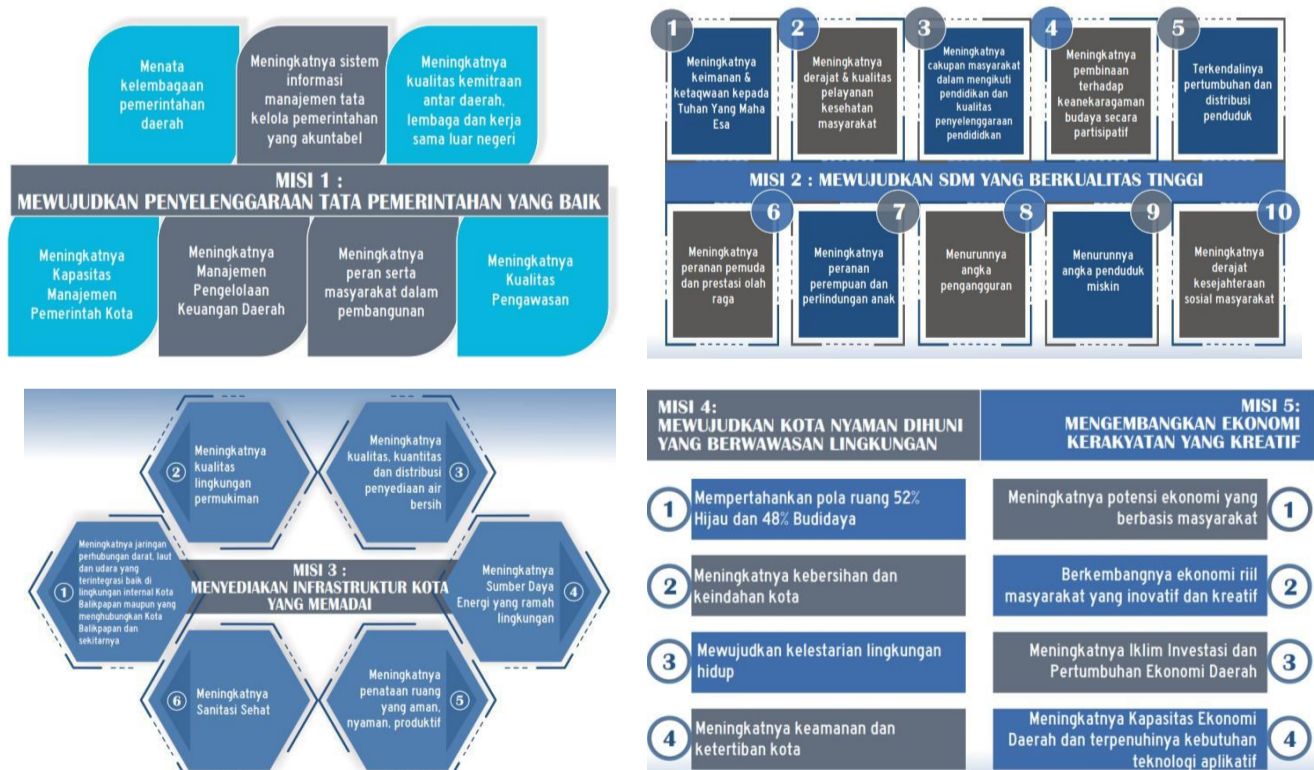 Menata
kelembagaan
pemerintahan
daerah
Meningkatnya sistem
informasi
manajemen tata
kelola pemerintahan
yang akuntabel
Meningkatnya
kualitas kemitraan
antar daerah,
lembaga dan kerja
sama luar negeri
MISI 1 :
MEWUJUDKAN PENYELENGGARAAN TATA PEMERINTAHAN YANG BAIK
Meningkatnya
Kapasitas
Manajemen
Pemerintah Kota
Meningkatnya
Manajemen
Pengelolaan
Keuangan Daerah
Meningkatnya
peran serta
masyarakat dalam
pembangunan
Meningkatnya
Kualitas
Pengawasan
1
Meningkatnya
keimanan &
ketaqwaan kepada
Tuhan Yang Maha
Esa
2
Meningkatnya
derajat & kualitas
pelayanan
kesehatan
masyarakat
3
Meningkatnya
cakupan masyarakat
dalam mengikuti
pendidikan dan
kualitas
penyelenggaraan
pendididkan
4
Meningkatnya
pembinaan
terhadap
keanekaragaman
budaya secara
partisipatif
5
Terkendalinya
pertumbuhan dan
distribusi
penduduk
MISI 2 : MEWUJUDKAN SDM YANG BERKUALITAS TINGGI
6
Meningkatnya
peranan pemuda
dan prestasi olah
raga
7
Meningkatnya
peranan
perempuan dan
perlindungan anak
8
Menurunnya
angka
pengangguran
9
Menurunnya
angka penduduk
miskin
10
Meningkatnya
derajat
kesejahteraan
sosial masyarakat
MISI 3 :
MENYEDIAKAN INFRASTRUKTUR KOTA
YANG MEMADAI
1
Meningkatnya jaringan
perhubungan darat, laut
dan udara yang
terintegrasi baik di
lingkungan internal Kota
Balikpapan maupun yang
menghubungkan Kota
Balikpapan dan
sekitarnya
2
Meningkatnya
kualitas
lingkungan
permukiman
3
Meningkatnya
kualitas, kuantitas
dan distribusi
penyediaan air
bersih
4
Meningkatnya
Sumber Daya
Energi yang ramah
lingkungan
5
Meningkatnya
penataan ruang
yang aman,
nyaman, produktif
6
Meningkatnya
Sanitasi Sehat
MISI 4:
MEWUJUDKAN KOTA NYAMAN DIHUNI
YANG BERWAWASAN LINGKUNGAN
1
Mempertahankan pola ruang 52%
Hijau dan 48% Budidaya
2
Meningkatnya kebersihan dan
keindahan kota
3
Mewujudkan kelestarian lingkungan
hidup
4
Meningkatnya keamanan dan
ketertiban kota
MISI 5:
MENGEMBANGKAN EKONOMI
KERAKYATAN YANG KREATIF
Meningkatnya potensi ekonomi yang
berbasis masyarakat
1
Berkembangnya ekonomi riil
masyarakat yang inovatif dan kreatif
2
Meningkatnya Iklim Investasi dan
Pertumbuhan Ekonomi Daerah
3
Meningkatnya Kapasitas Ekonomi
Daerah dan terpenuhinya kebutuhan
teknologi aplikatif
4